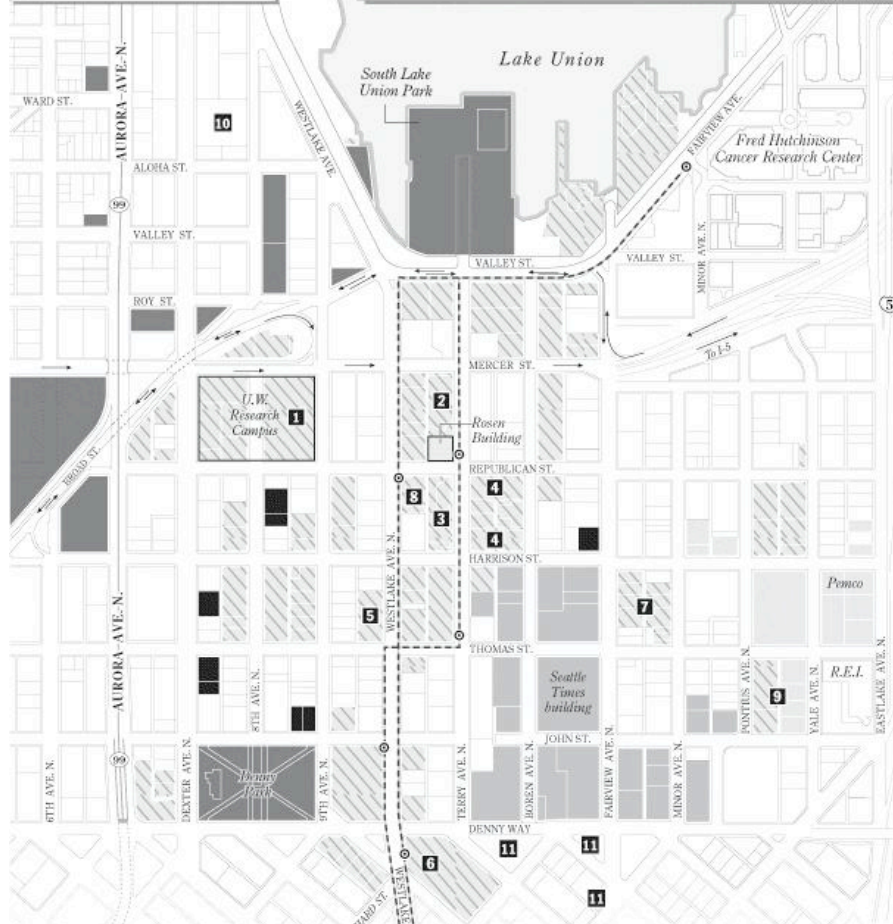 Lake Union
South Lake
Union Park
WARD ST.
AURORA AVE. N.
WESTLAKE AVE.
FAIRVIEW AVE.
10
Fred Hutchinson
Cancer Research Center
ALOHA ST.
99
VALLEY ST.
VALLEY ST.
VALLEY ST.
MINOR AVE. N.
ROY ST.
5
To I-5
MERCER ST.
U.W.
Research
Campus
1
2
Rosen
Building
BROAD ST.
REPUBLICAN ST.
8
3
4
4
WESTLAKE AVE. N.
HARRISON ST.
5
7
Pemco
AURORA AVE. N.
THOMAS ST.
8TH AVE. N.
Seattle
Times
building
PONTIUS AVE. N.
9
YALE AVE. N.
R.E.I.
EASTLAKE AVE. N.
JOHN ST.
99
6TH AVE. N.
DEXTER AVE. N.
Denny
Park
9TH AVE. N.
TERRY AVE. N.
BOREN AVE. N.
FAIRVIEW AVE. N.
MINOR AVE. N.
DENNY WAY
6
11
11
11
WESTLAKE